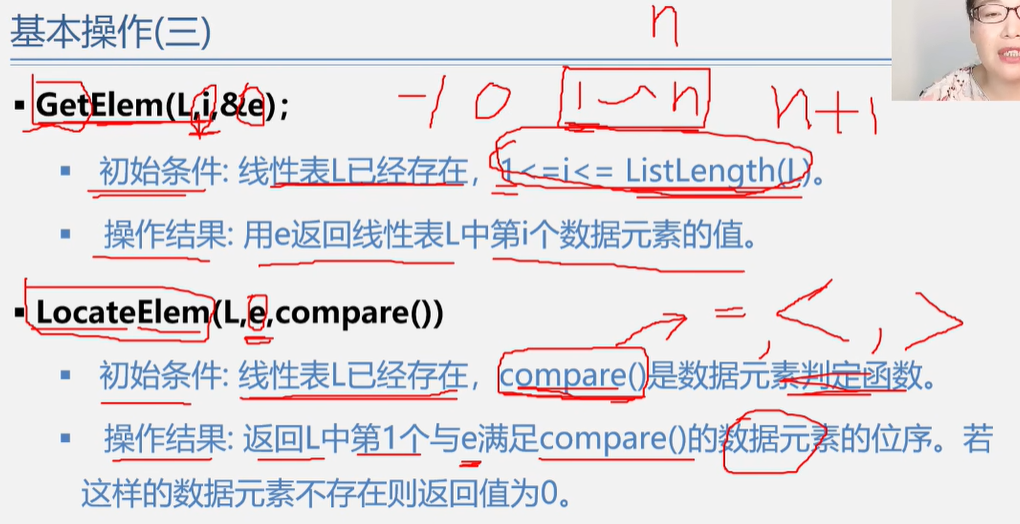 基本操作(三)
n
▪ GetElem(L,i,&e);
-1 0 1~n n+1
▪ 初始条件: 线性表L已经存在，1<=i<= ListLength(L)。
▪ 操作结果: 用e返回线性表L中第i个数据元素的值。
▪ LocateElem(L,e,compare())
= < , >
▪ 初始条件: 线性表L已经存在，compare()是数据元素判定函数。
▪ 操作结果: 返回L中第1个与e满足compare()的数据元素的位序。若
这样的数据元素不存在则返回值为0。